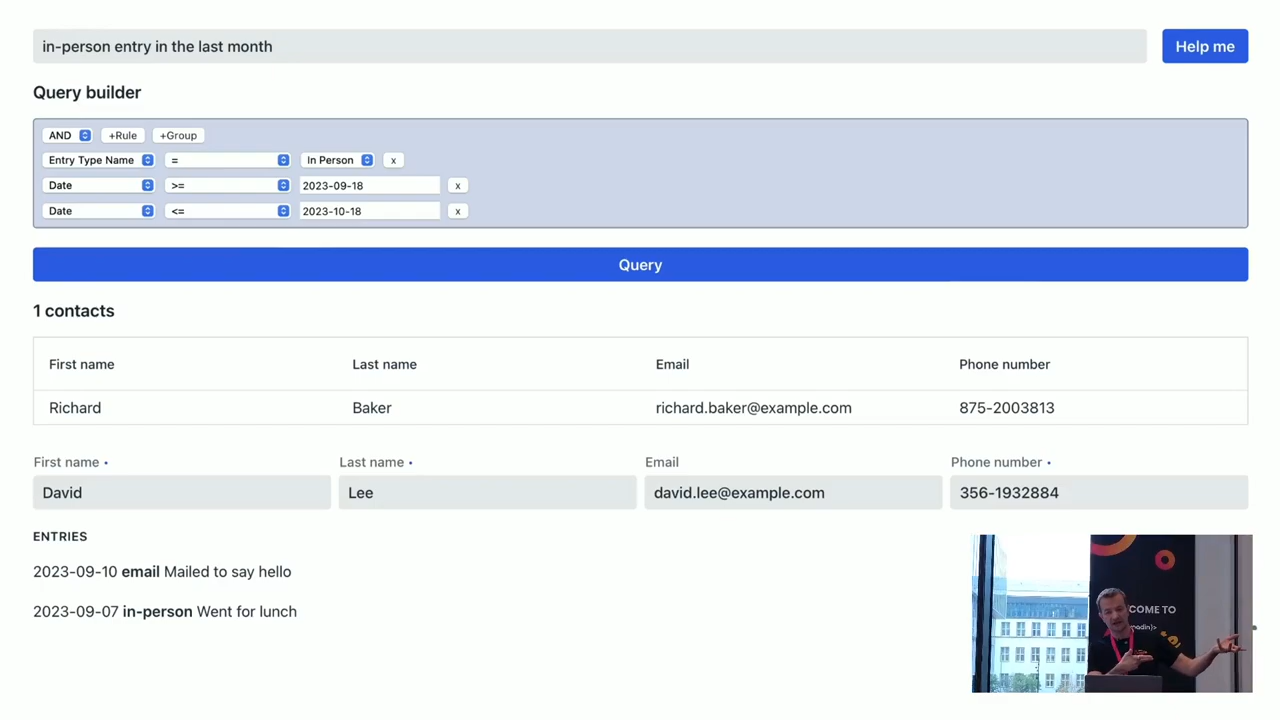 in-person entry in the last month
Help me
Query builder
AND +Rule +Group
Entry Type Name = In Person x
Date >= 2023-09-18 x
Date <= 2023-10-18 x
Query
1 contacts
First name Last name Email Phone number
Richard Baker richard.baker@example.com 875-2003813
First name • Last name • Email Phone number •
David Lee david.lee@example.com 356-1932884
ENTRIES
2023-09-10 email Mailed to say hello
2023-09-07 in-person Went for lunch
COME TO